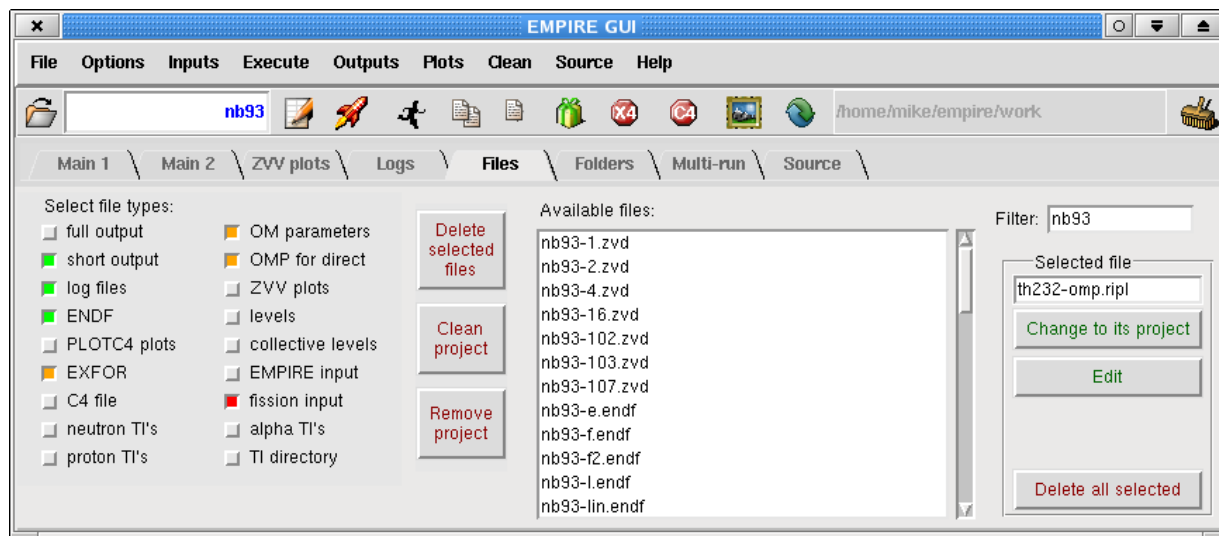 EMPIRE GUI
File Options Inputs Execute Outputs Plots Clean Source Help
nb93
X4
C4
/home/mike/empire/work
Main 1 Main 2 ZVV plots Logs Files Folders Multi-run Source
Select file types:
full output
short output
log files
ENDF
PLOTC4 plots
EXFOR
C4 file
neutron Tl's
proton Tl's
OM parameters
OMP for direct
ZVV plots
levels
collective levels
EMPIRE input
fission input
alpha Tl's
Tl directory
Delete
selected
files
Clean
project
Remove
project
Available files:
nb93-1.zvd
nb93-2.zvd
nb93-4.zvd
nb93-16.zvd
nb93-102.zvd
nb93-103.zvd
nb93-107.zvd
nb93-e.endf
nb93-f.endf
nb93-f2.endf
nb93-l.endf
nb93-lin.endf
Filter: nb93
Selected file
th232-omp.ripl
Change to its project
Edit
Delete all selected